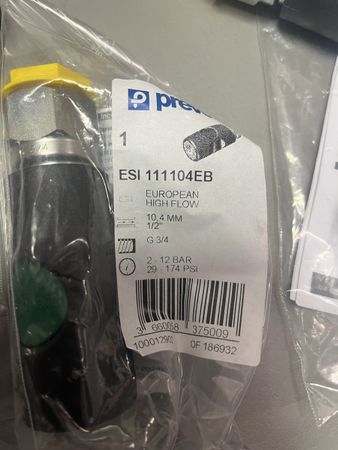 prev
1
ESI 111104EB
ESI
EUROPEAN
HIGH FLOW
10,4 MM
1/2"
G 3/4
2 - 12 BAR
29 - 174 PSI
3 660058 375009
0F 186932